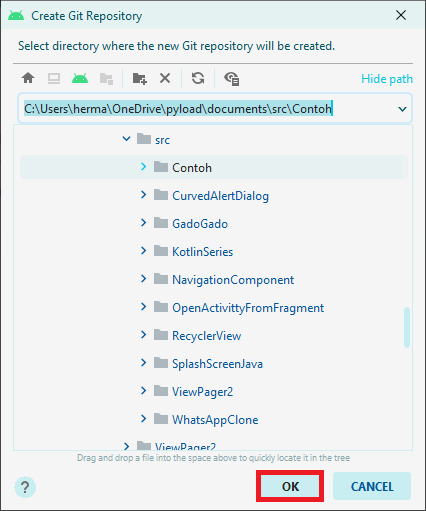 Create Git Repository
Select directory where the new Git repository will be created.
Hide path
C:\Users\herma\OneDrive\pyload\documents\src\Contoh
src
Contoh
CurvedAlertDialog
GadoGado
KotlinSeries
NavigationComponent
OpenActivittyFromFragment
RecyclerView
SplashScreenJava
ViewPager2
WhatsAppClone
ViewPager2
Drag and drop a file into the space above to quickly locate it in the tree
?
OK
CANCEL